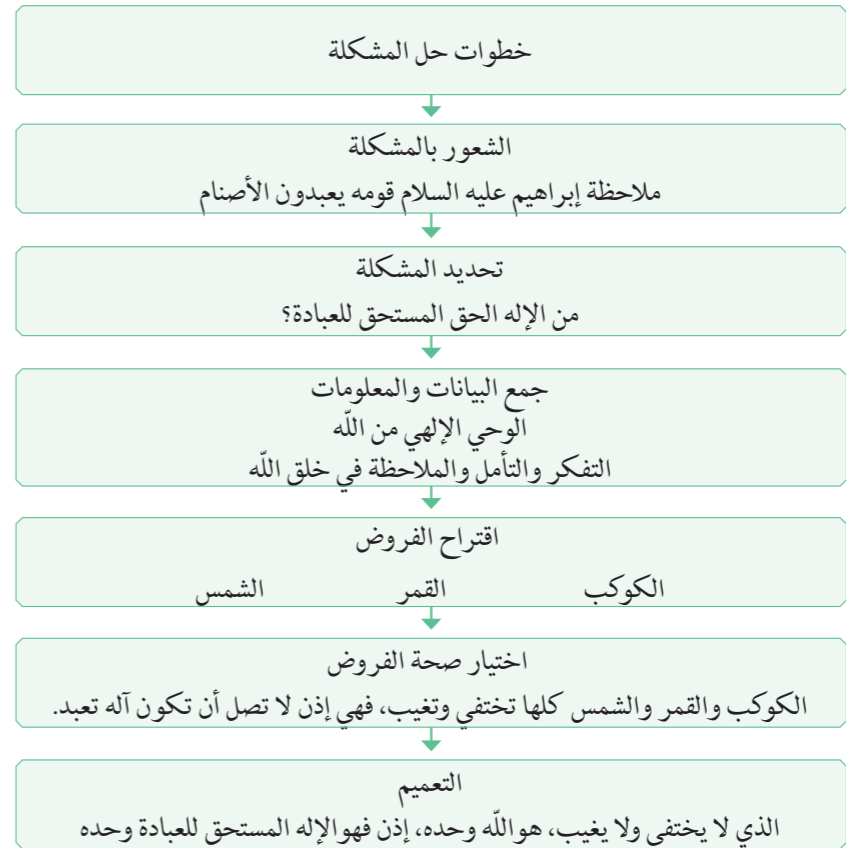 خطوات حل المشكلة
الشعور بالمشكلة
ملاحظة إبراهيم عليه السلام قومه يعبدون الأصنام
تحديد المشكلة
من الإله الحق المستحق للعبادة؟
جمع البيانات والمعلومات
الوحي الإلهي من اللّه
التفكر والتأمل والملاحظة في خلق اللّه
اقتراح الفروض
الكوكب القمر الشمس
اختيار صحة الفروض
الكوكب والقمر والشمس كلها تختفي وتغيب، فهي إذن لا تصل أن تكون آله تعبد.
التعميم
الذي لا يختفي ولا يغيب، هواللّه وحده، إذن فهوالإله المستحق للعبادة وحده